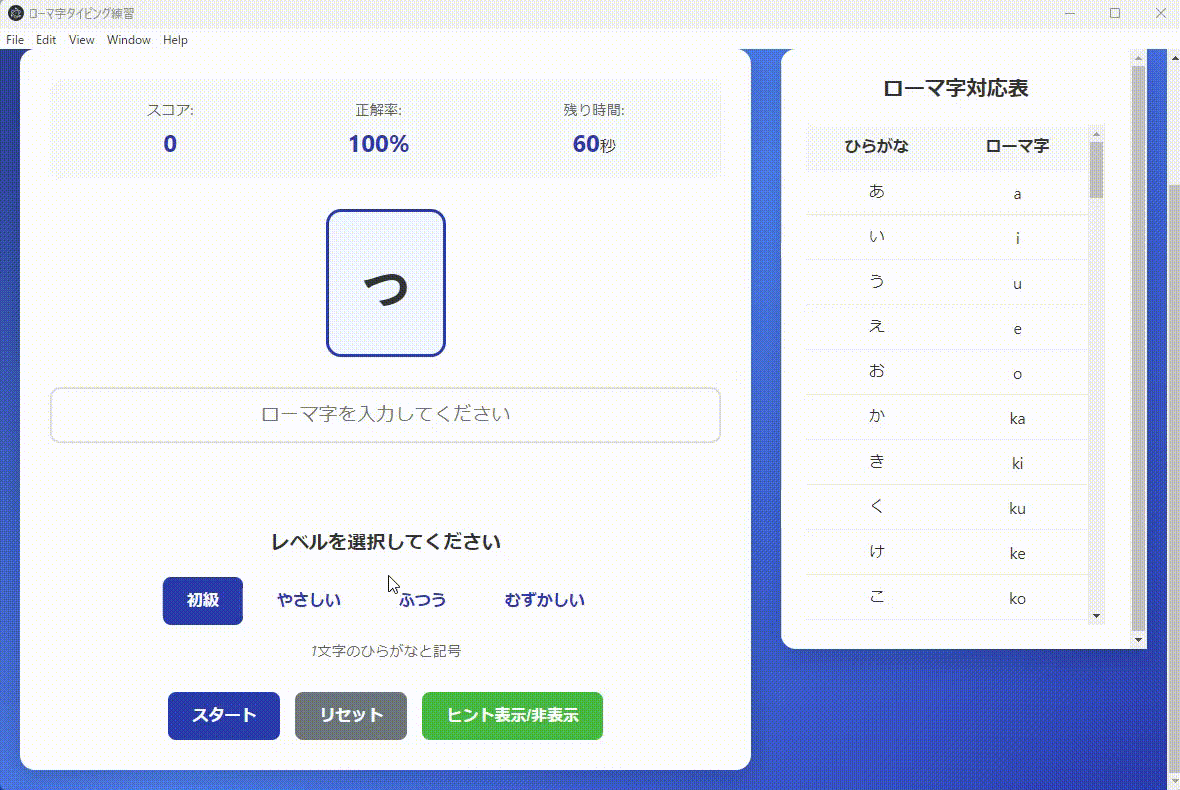 ローマ字タイピング練習
File Edit View Window Help
スコア: 正解率: 残り時間:
0 100% 60秒
つ
ローマ字を入力してください
レベルを選択してください
初級 やさしい ふつう むずかしい
1文字のひらがなと記号
スタート リセット ヒント表示/非表示
ローマ字対応表
ひらがな ローマ字
あ a
い i
う u
え e
お o
か ka
き ki
く ku
け ke
こ ko